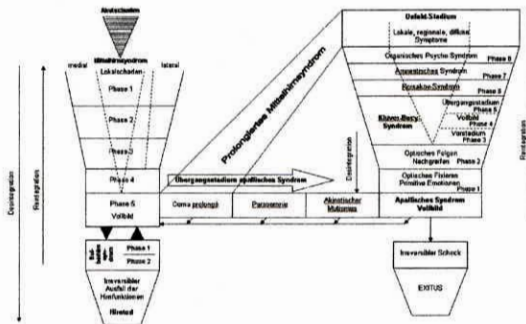 Akutschaden
Mittelhirnsyndrom
medial
Lokalschaden
lateral
Phase 1
Phase 2
Phase 3
Phase 4
Phase 5
Vollbild
Phase 1
Phase 2
Irreversibler
Ausfall der
Hirnfunktionen
Hirntod
Desintegration
Reintegration
Prolongiertes Mittelhirnsyndrom
Übergangsstadium apallisches Syndrom
Coma prolongé
Parasomnie
Akinetischer
Mutismus
Desintegration
Defekt-Stadium
Lokale, regionale, diffuse
Symptome
Organisches Psycho Syndrom
Phase 8
Amnestisches Syndrom
Phase 7
Korsakow-Syndrom
Phase 6
Übergangsstadium
Phase 5
Klüver-Bucy-
Syndrom
Vollbild
Phase 4
Vorstadium
Phase 3
Optisches Folgen
Nachgreifen
Phase 2
Optisches Fixieren
Primitive Emotionen
Phase 1
Apallisches Syndrom
Vollbild
Irreversibler Schock
EXITUS